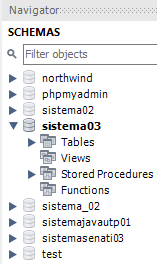 Navigator
SCHEMAS
Filter objects
northwind
phpmyadmin
sistema02
sistema03
Tables
Views
Stored Procedures
Functions
sistema_02
sistemajavautp01
sistemasenati03
test